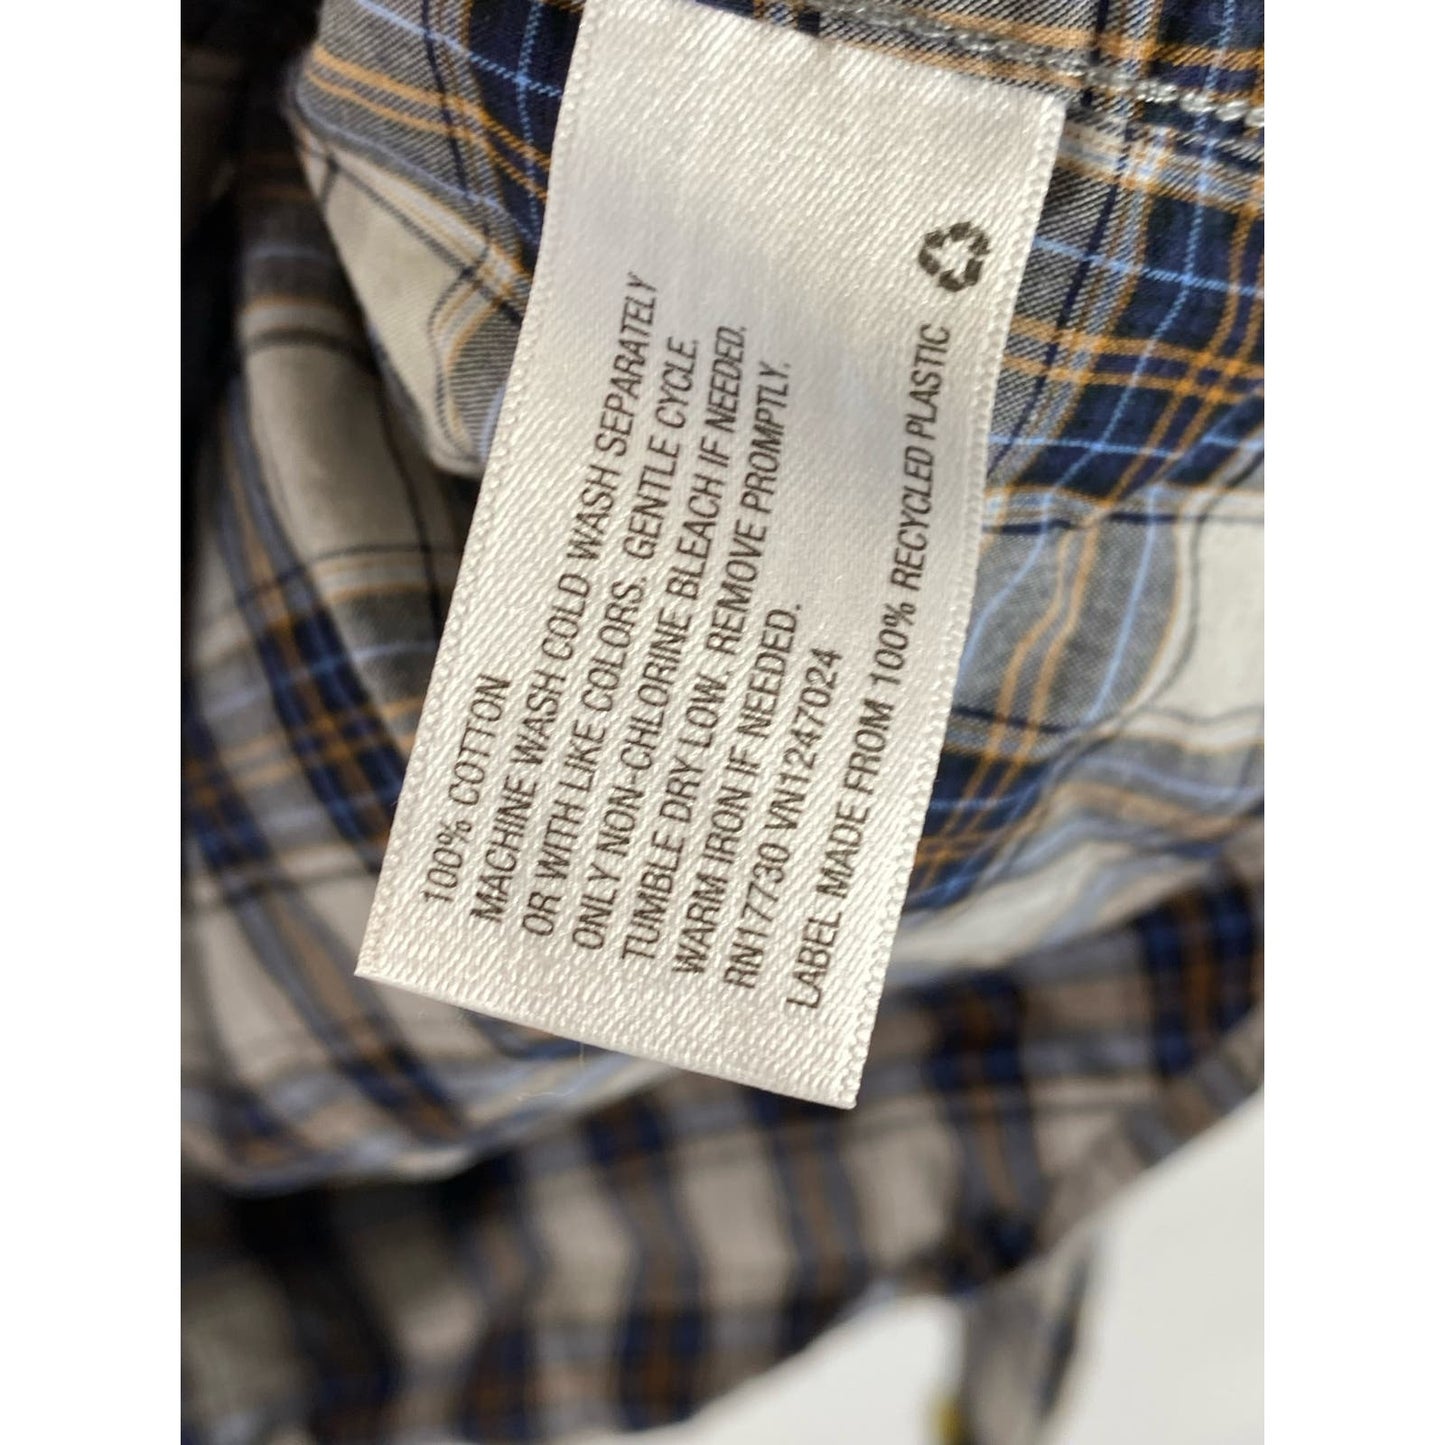 100% COTTON
MACHINE WASH COLD WASH SEPARATELY
OR WITH LIKE COLORS. GENTLE CYCLE.
ONLY NON-CHLORINE BLEACH IF NEEDED.
TUMBLE DRY LOW. REMOVE PROMPTLY.
WARM IRON IF NEEDED.
RN17730 VN1247024
LABEL MADE FROM 100% RECYCLED PLASTIC